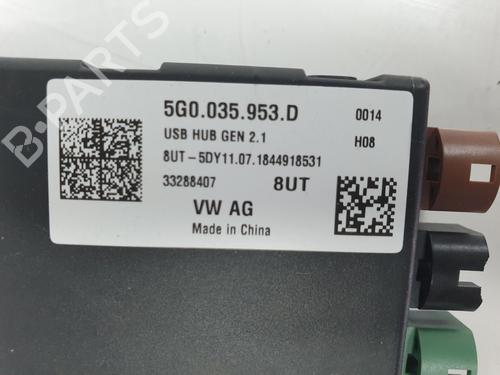 5G0.035.953.D
0014
USB HUB GEN 2.1
H08
8UT-5DY11.07.1844918531
33288407
8UT
VW AG
Made in China
B-PARTS